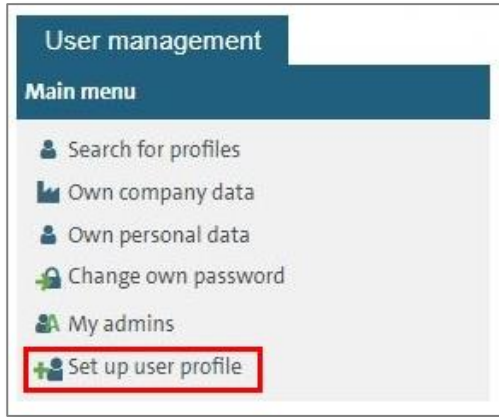 User management
Main menu
Search for profiles
Own company data
Own personal data
Change own password
My admins
Set up user profile